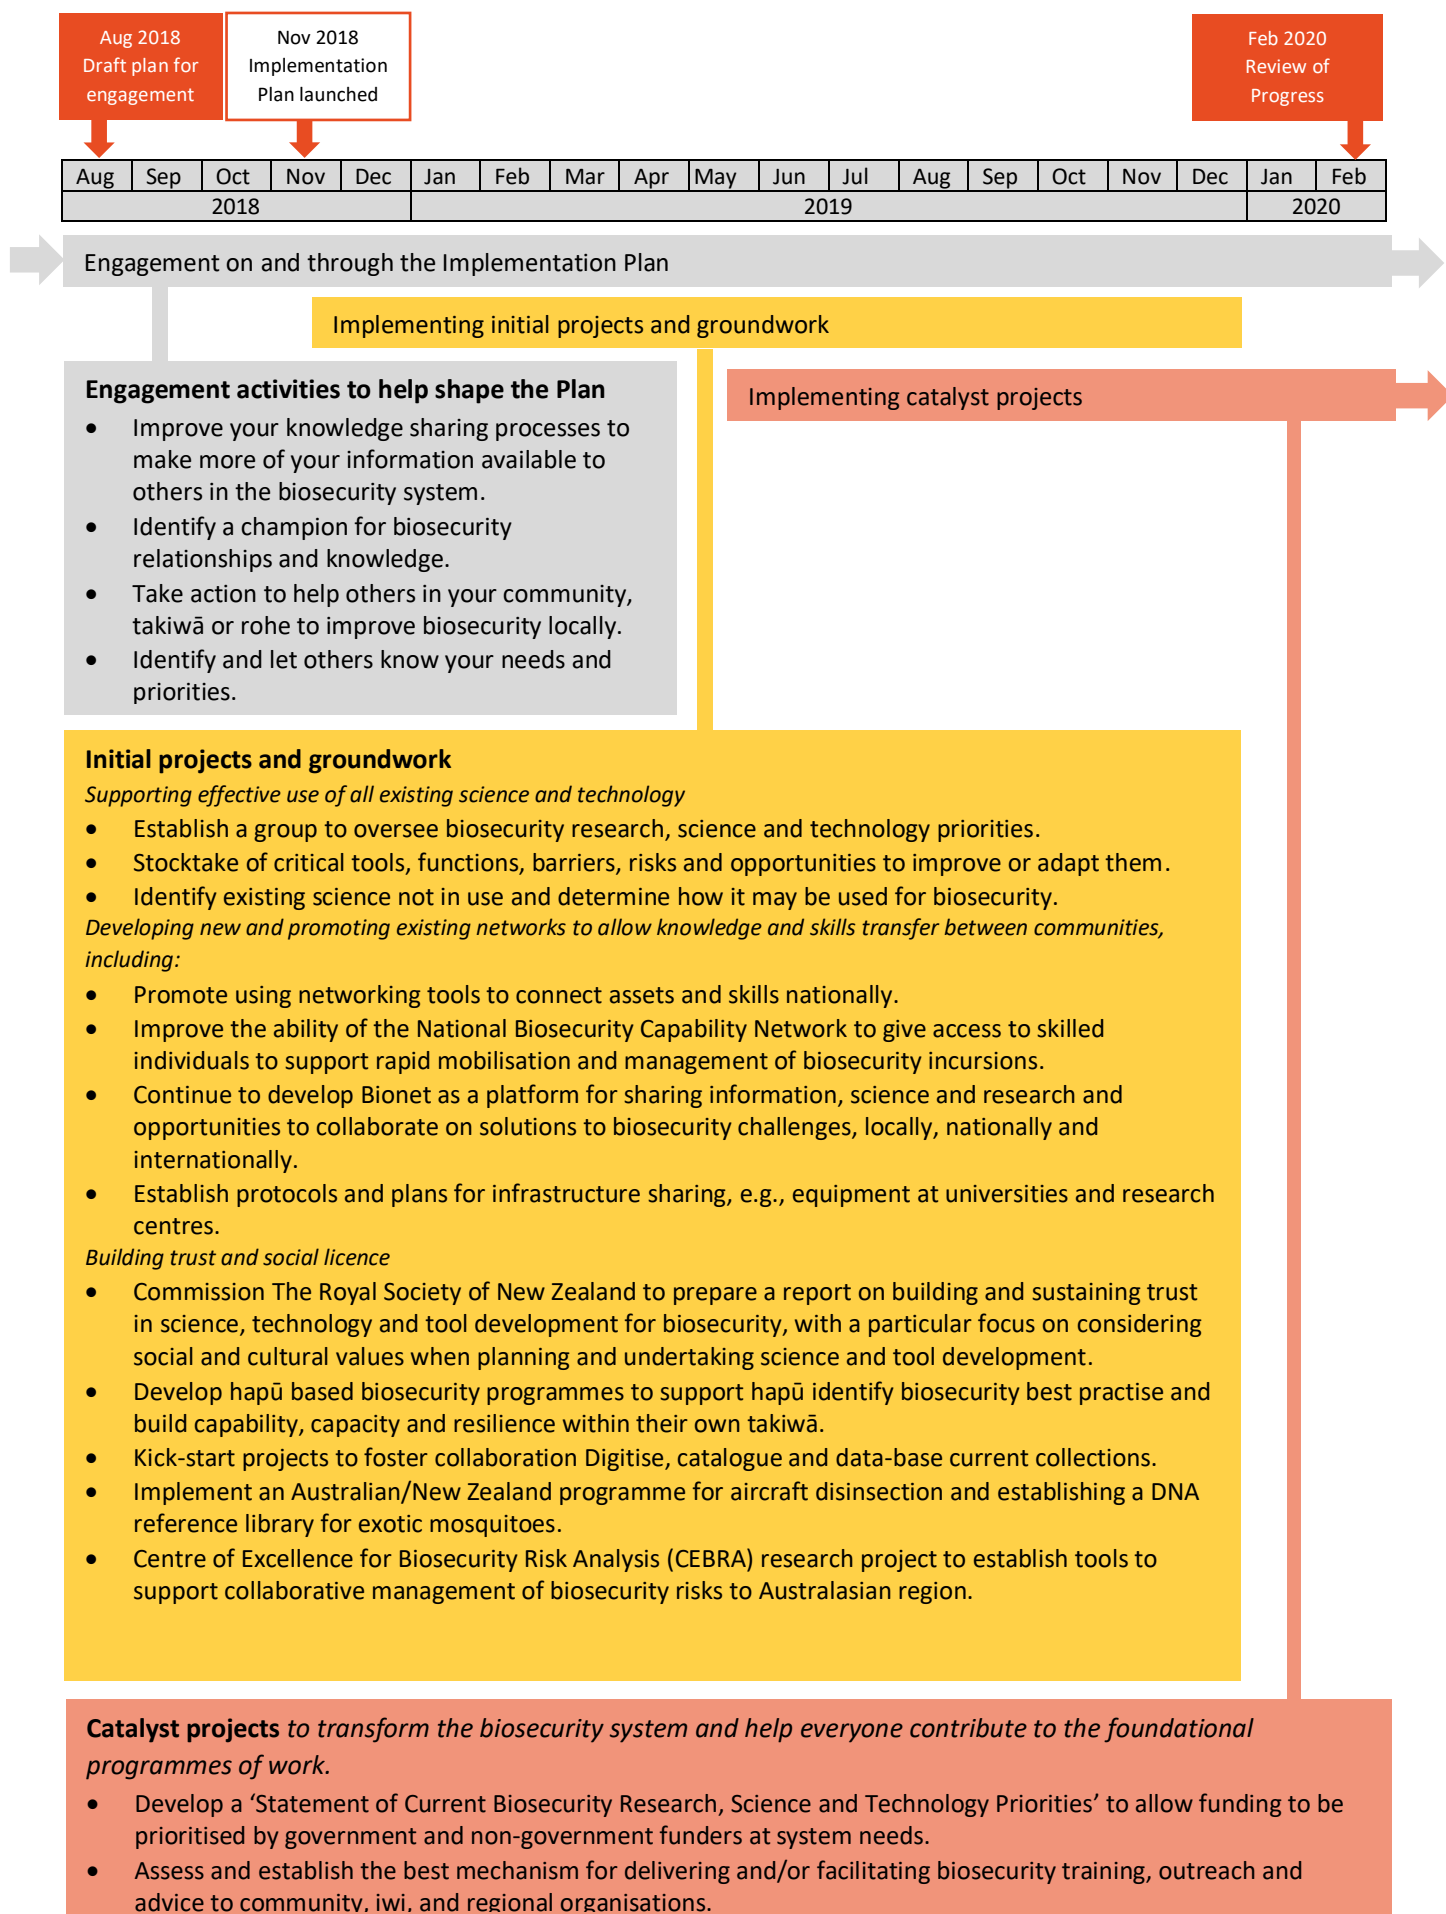 Aug 2018
Draft plan for
engagement
Nov 2018
Implementation
Plan launched
Feb 2020
Review of
Progress
Aug Sep Oct Nov Dec Jan Feb Mar Apr May Jun Jul Aug Sep Oct Nov Dec Jan Feb
2018 2019 2020
Engagement on and through the Implementation Plan
Implementing initial projects and groundwork
Implementing catalyst projects
Engagement activities to help shape the Plan
• Improve your knowledge sharing processes to
make more of your information available to
others in the biosecurity system.
• Identify a champion for biosecurity
relationships and knowledge.
• Take action to help others in your community,
takiwā or rohe to improve biosecurity locally.
• Identify and let others know your needs and
priorities.
Initial projects and groundwork
Supporting effective use of all existing science and technology
• Establish a group to oversee biosecurity research, science and technology priorities.
• Stocktake of critical tools, functions, barriers, risks and opportunities to improve or adapt them.
• Identify existing science not in use and determine how it may be used for biosecurity.
Developing new and promoting existing networks to allow knowledge and skills transfer between communities,
including:
• Promote using networking tools to connect assets and skills nationally.
• Improve the ability of the National Biosecurity Capability Network to give access to skilled
individuals to support rapid mobilisation and management of biosecurity incursions.
• Continue to develop Bionet as a platform for sharing information, science and research and
opportunities to collaborate on solutions to biosecurity challenges, locally, nationally and
internationally.
• Establish protocols and plans for infrastructure sharing, e.g., equipment at universities and research
centres.
Building trust and social licence
• Commission The Royal Society of New Zealand to prepare a report on building and sustaining trust
in science, technology and tool development for biosecurity, with a particular focus on considering
social and cultural values when planning and undertaking science and tool development.
• Develop hapū based biosecurity programmes to support hapū identify biosecurity best practise and
build capability, capacity and resilience within their own takiwā.
• Kick-start projects to foster collaboration Digitise, catalogue and data-base current collections.
• Implement an Australian/New Zealand programme for aircraft disinsection and establishing a DNA
reference library for exotic mosquitoes.
• Centre of Excellence for Biosecurity Risk Analysis (CEBRA) research project to establish tools to
support collaborative management of biosecurity risks to Australasian region.
Catalyst projects to transform the biosecurity system and help everyone contribute to the foundational
programmes of work.
• Develop a ‘Statement of Current Biosecurity Research, Science and Technology Priorities’ to allow funding to be
prioritised by government and non-government funders at system needs.
• Assess and establish the best mechanism for delivering and/or facilitating biosecurity training, outreach and
advice to community, iwi, and regional organisations.